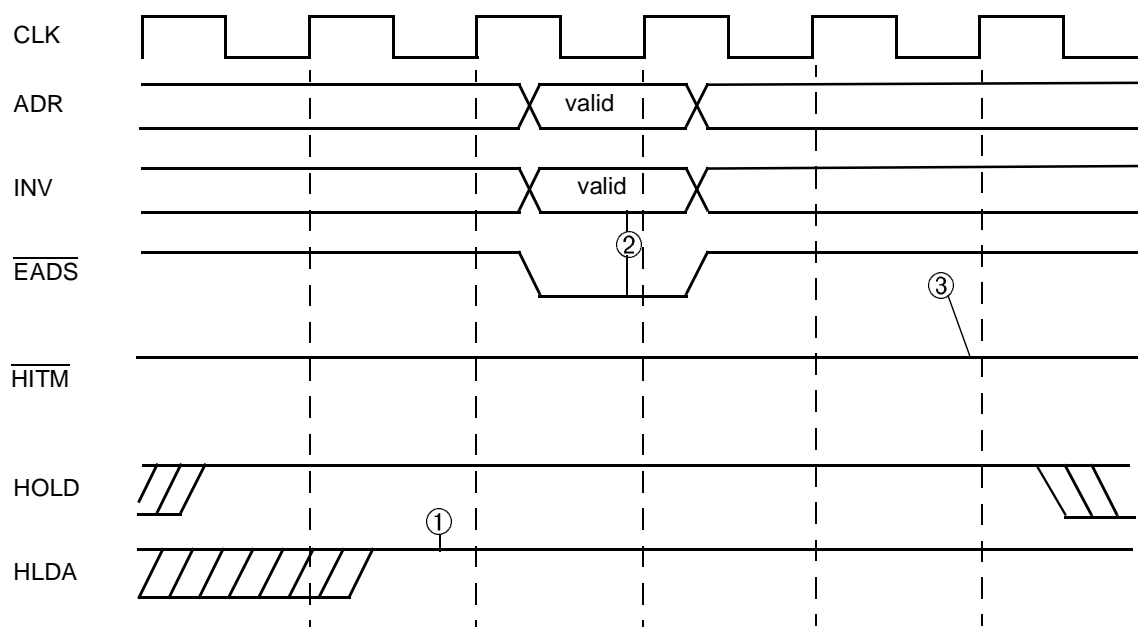 CLK
ADR valid
INV valid
②
EADS
③
HITM
HOLD
①
HLDA